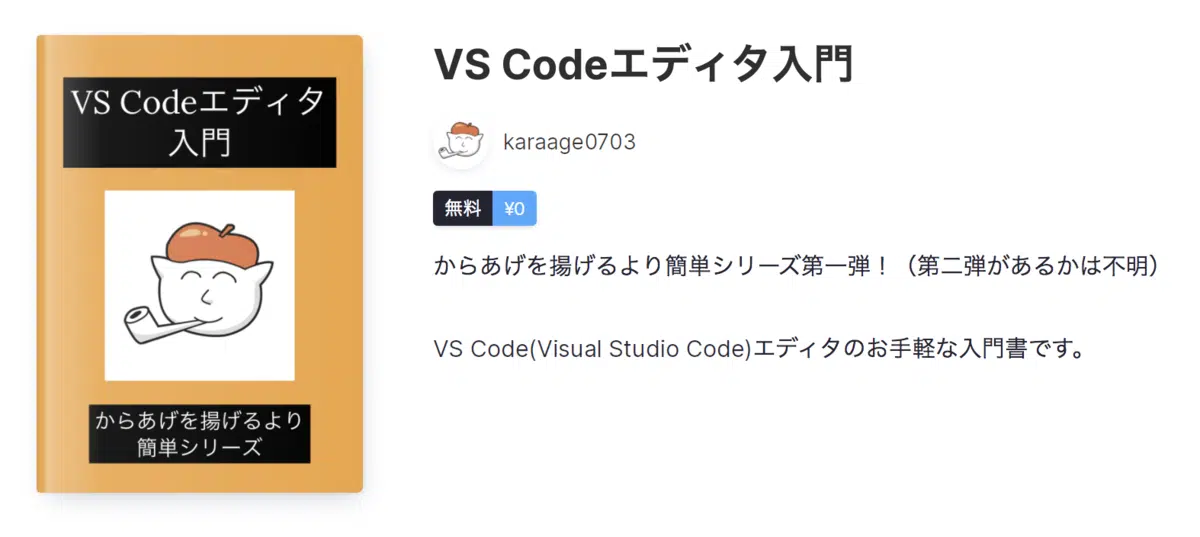 VS Codeエディタ
入門
からあげを揚げるより
簡単シリーズ
VS Codeエディタ入門
karaage0703
無料 ¥0
からあげを揚げるより簡単シリーズ第一弾！（第二弾があるかは不明）
VS Code(Visual Studio Code)エディタのお手軽な入門書です。